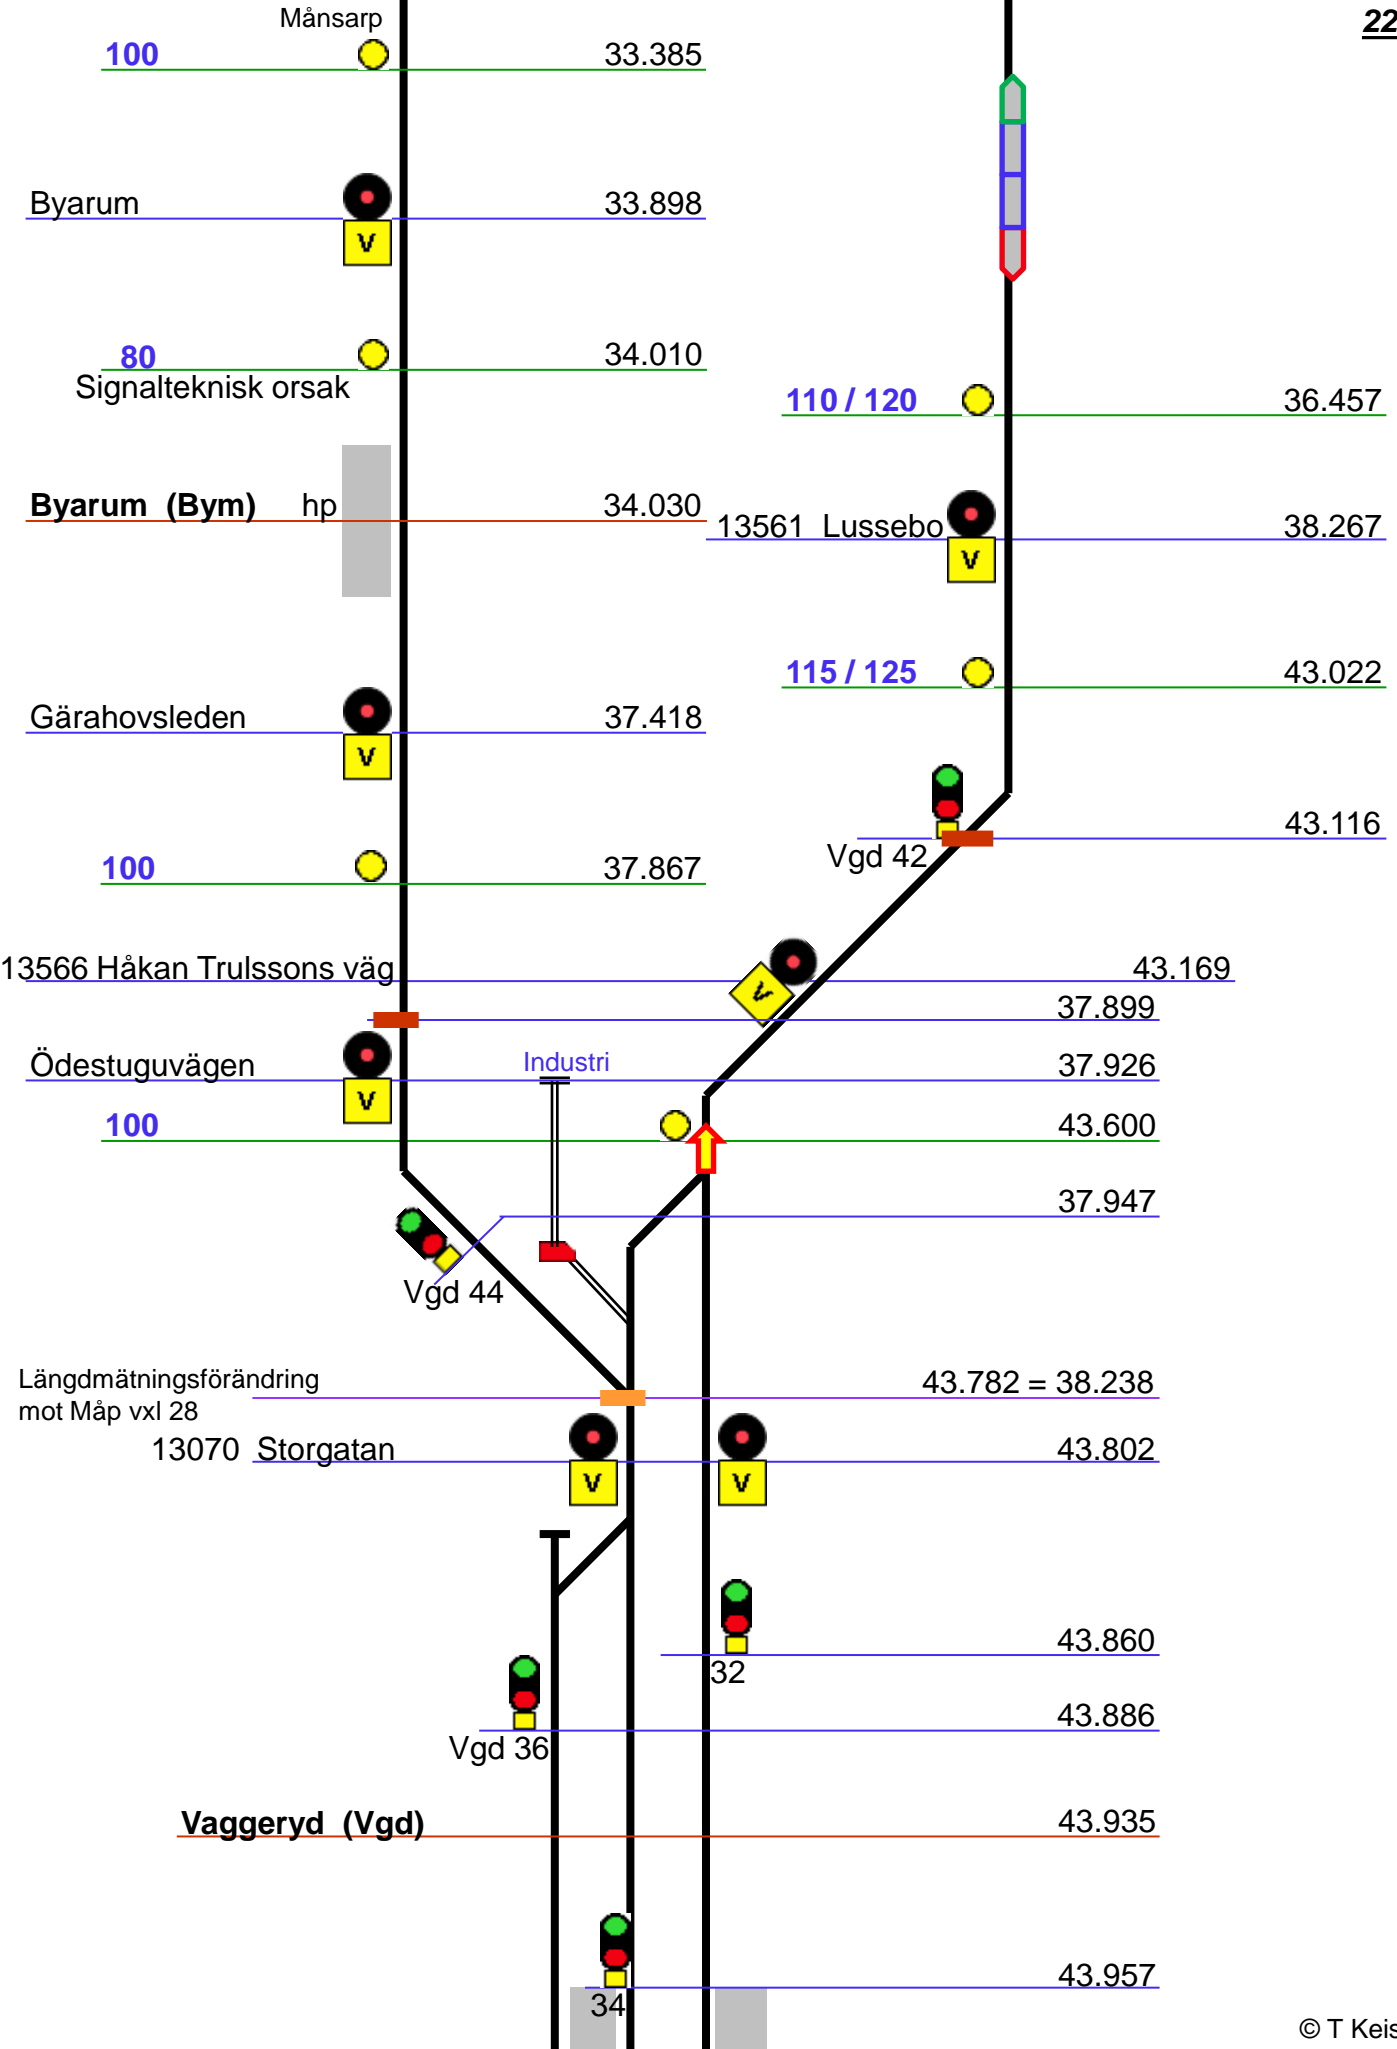 Månsarp
22
100 33.385
Byarum 33.898
V
80 34.010
Signalteknisk orsak
110 / 120 36.457
Byarum (Bym) hp 34.030
13561 Lussebo 38.267
V
115 / 125 43.022
Gärahovsleden 37.418
V
43.116
Vgd 42
100 37.867
13566 Håkan Trulssons väg 43.169
V
37.899
Ödestuguvägen Industri 37.926
V
100 43.600
37.947
Vgd 44
Längdmätningsförändring 43.782 = 38.238
mot Måp vxl 28
13070 Storgatan 43.802
V V
43.860
32
43.886
Vgd 36
Vaggeryd (Vgd) 43.935
43.957
34
© T Keis